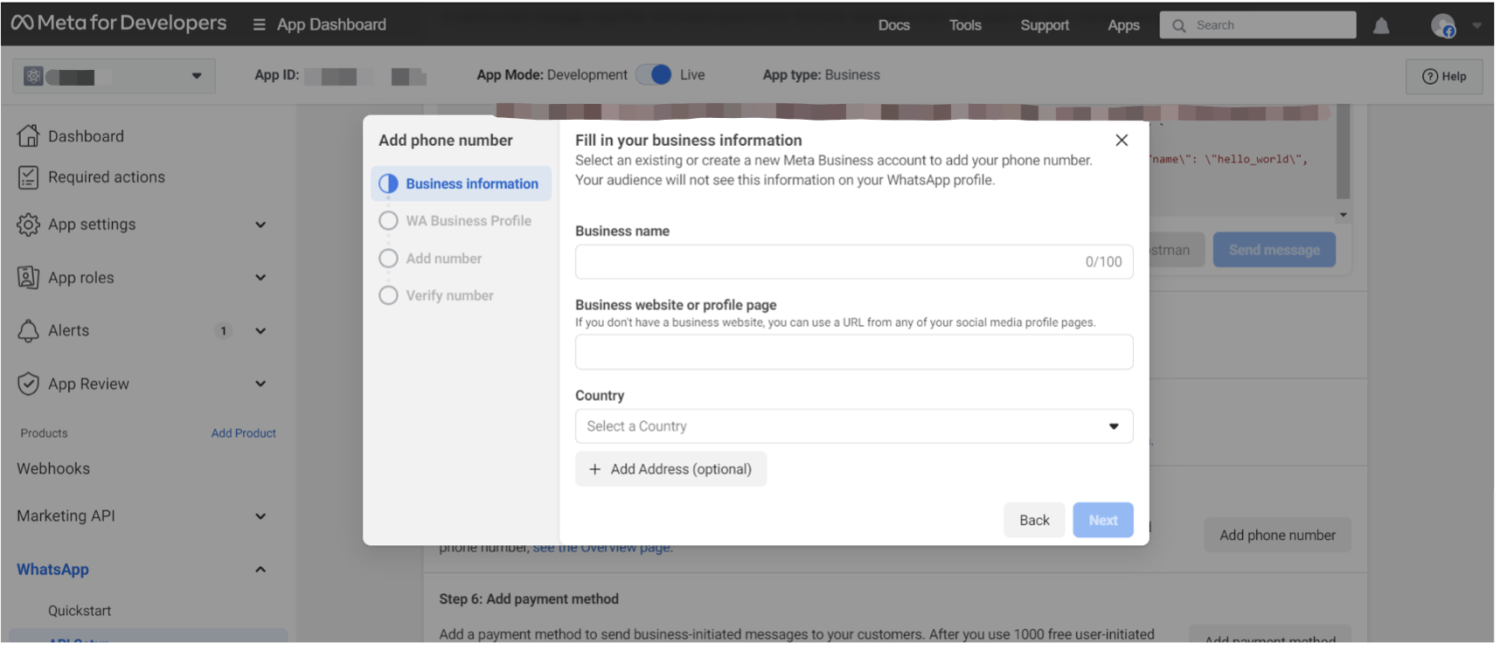 Meta for Developers
App Dashboard
Docs
Tools
Support
Apps
Search
App ID:
App Mode: Development
Live
App type: Business
Help
Dashboard
Required actions
App settings
App roles
Alerts
1
App Review
Products
Add Product
Webhooks
Marketing API
WhatsApp
Quickstart
Add phone number
Business information
WA Business Profile
Add number
Verify number
Fill in your business information
Select an existing or create a new Meta Business account to add your phone number.
Your audience will not see this information on your WhatsApp profile.
Business name
0/100
Business website or profile page
If you don't have a business website, you can use a URL from any of your social media profile pages.
Country
Select a Country
+ Add Address (optional)
Back
Next
name\": \"hello_world\",
Send message
Add phone number
phone number, see the Overview page.
Step 6: Add payment method
Add a payment method to send business-initiated messages to your customers. After you use 1000 free user-initiated
Add payment method